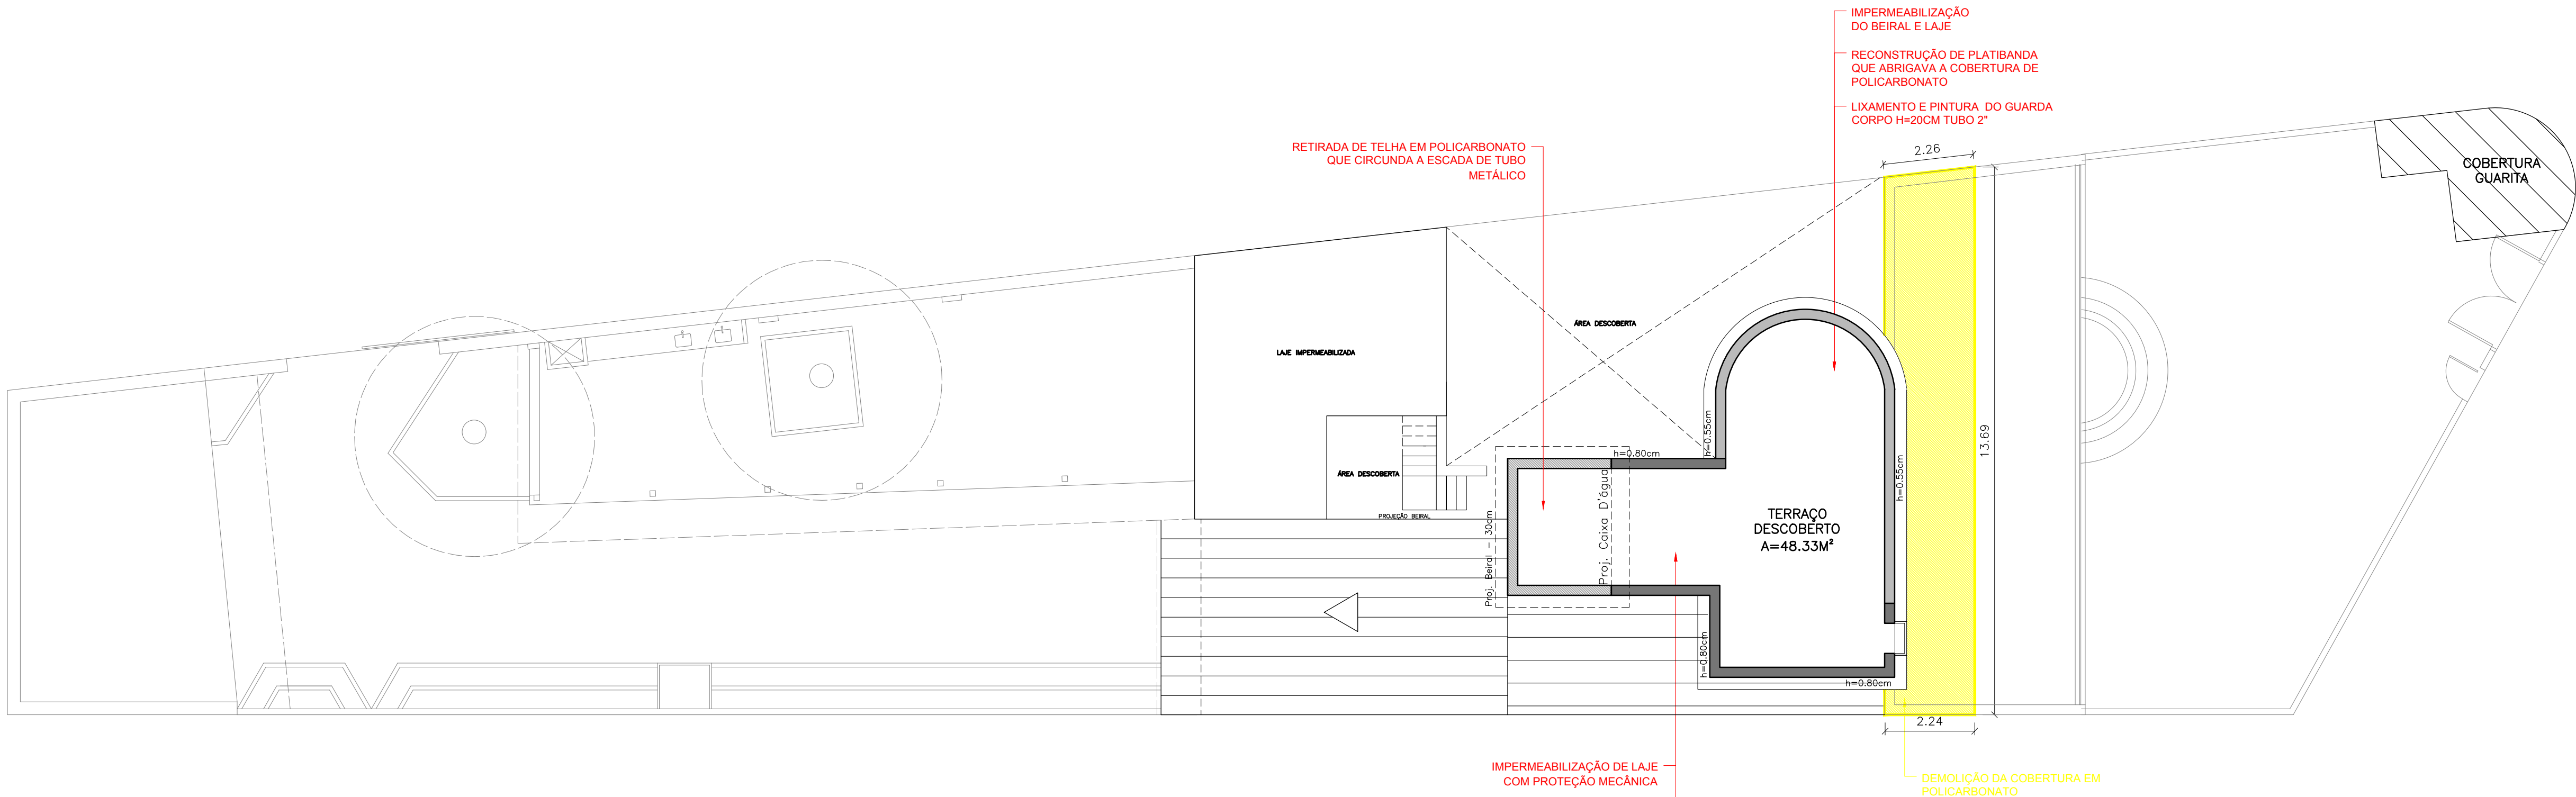 IMPERMEABILIZAÇÃO
DO BEIRAL E LAJE
RECONSTRUÇÃO DE PLATIBANDA
QUE ABRIGAVA A COBERTURA DE
POLICARBONATO
LIXAMENTO E PINTURA DO GUARDA
CORPO H=20CM TUBO 2"
RETIRADA DE TELHA EM POLICARBONATO
QUE CIRCUNDA A ESCADA DE TUBO
METÁLICO
2.26
COBERTURA
GUARITA
ÁREA DESCOBERTA
LAJE IMPERMEABILIZADA
h=0.55cm
13.69
h=0.80cm
ÁREA DESCOBERTA
h=0.55cm
Proj. Caixa D'água
PROJEÇÃO BEIRAL
Proj. Beiral - 30cm
TERRAÇO
DESCOBERTO
A=48.33M²
h=0.80cm
h=0.80cm
2.24
IMPERMEABILIZAÇÃO DE LAJE
COM PROTEÇÃO MECÂNICA
DEMOLIÇÃO DA COBERTURA EM
POLICARBONATO